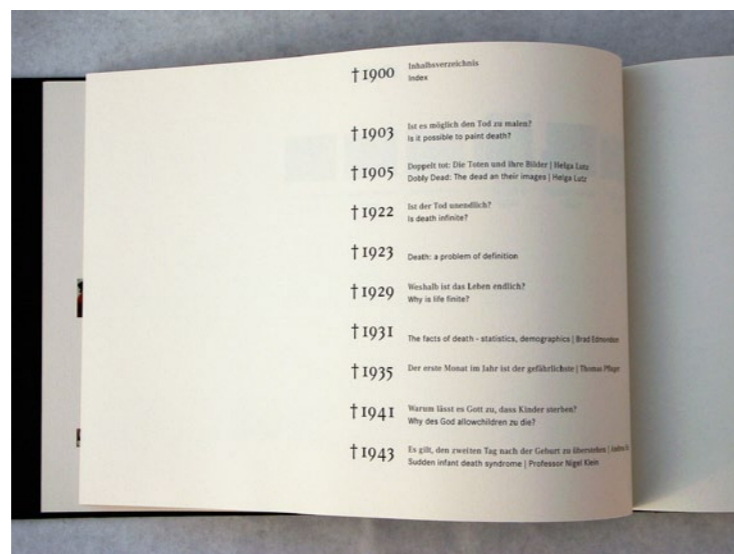 †1900
Inhaltsverzeichnis
Index
†1903
Ist es möglich den Tod zu malen?
Is it possible to paint death?
†1905
Doppelt tot: Die Toten und ihre Bilder | Helga Lutz
Dobly Dead: The dead an their images | Helga Lutz
†1922
Ist der Tod unendlich?
Is death infinite?
†1923
Death: a problem of definition
†1929
Weshalb ist das Leben endlich?
Why is life finite?
†1931
The facts of death - statistics, demographics | Brad Edmondson
†1935
Der erste Monat im Jahr ist der gefährlichste | Thomas Pflager
†1941
Warum lässt es Gott zu, dass Kinder sterben?
Why des God allowchildren zu die?
†1943
Es gilt, den zweiten Tag nach der Geburt zu überstehen |
Sudden infant death syndrome | Professor Nigel Klein